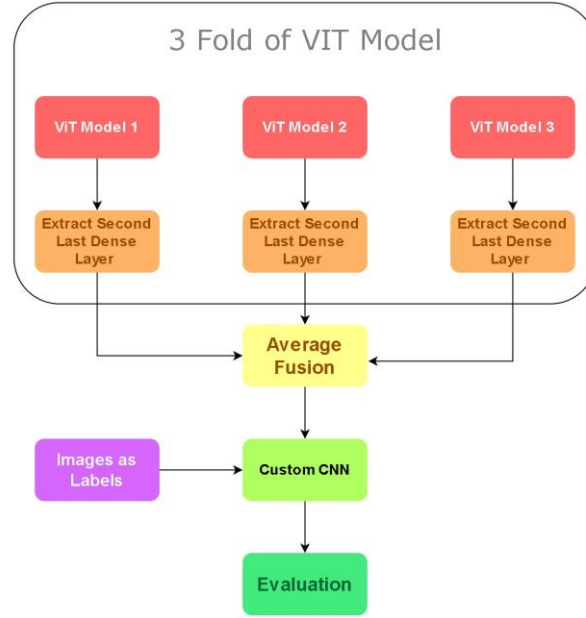 3 Fold of VIT Model
ViT Model 1
ViT Model 2
ViT Model 3
Extract Second
Last Dense
Layer
Extract Second
Last Dense
Layer
Extract Second
Last Dense
Layer
Average
Fusion
Images as
Labels
Custom CNN
Evaluation